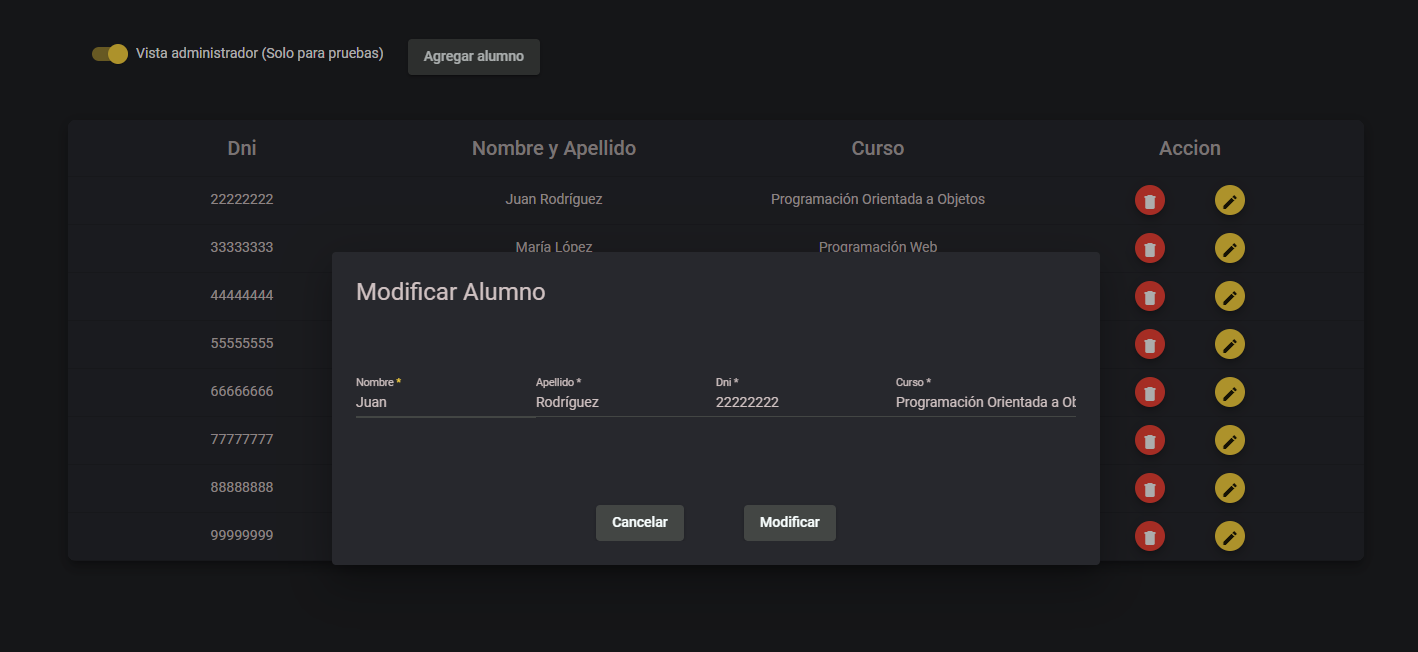 Vista administrador (Solo para pruebas) Agregar alumno
Dni Nombre y Apellido Curso Accion
22222222 Juan Rodríguez Programación Orientada a Objetos
33333333 María López Programación Web
44444444
55555555
66666666
77777777
88888888
99999999
Modificar Alumno
Nombre * Apellido * Dni * Curso *
Juan Rodríguez 22222222 Programación Orientada a Ob
Cancelar Modificar